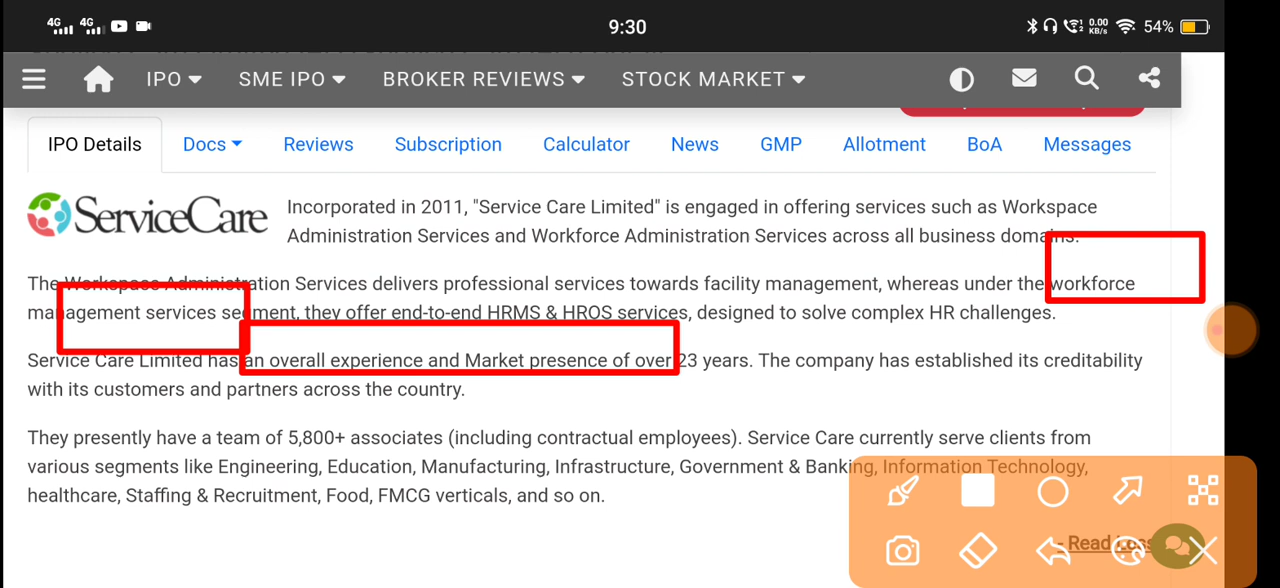 4G 4G 9:30 0.00 KB/s 54%
IPO SME IPO BROKER REVIEWS STOCK MARKET
IPO Details Docs Reviews Subscription Calculator News GMP Allotment BoA Messages
ServiceCare
Incorporated in 2011, "Service Care Limited" is engaged in offering services such as Workspace
Administration Services and Workforce Administration Services across all business domains.
The Workspace Administration Services delivers professional services towards facility management, whereas under the workforce
management services segment, they offer end-to-end HRMS & HROS services, designed to solve complex HR challenges.
Service Care Limited has an overall experience and Market presence of over 23 years. The company has established its creditability
with its customers and partners across the country.
They presently have a team of 5,800+ associates (including contractual employees). Service Care currently serve clients from
various segments like Engineering, Education, Manufacturing, Infrastructure, Government & Banking, Information Technology,
healthcare, Staffing & Recruitment, Food, FMCG verticals, and so on.
- Read Less